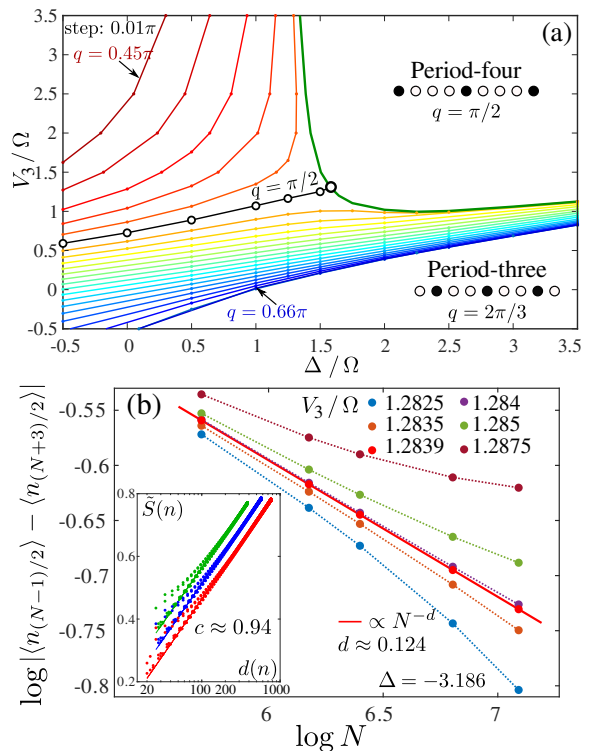 (a)
step: 0.01π
q = 0.45π
q = π/2
q = 0.66π
Period-four
q = π/2
Period-three
q = 2π/3
3.5
3
2.5
2
1.5
1
0.5
0
-0.5
V₃/Ω
-0.5 0 0.5 1 1.5 2 2.5 3 3.5
Δ/Ω
(b)
V₃/Ω
1.2825 1.284
1.2835 1.285
1.2839 1.2875
-0.55
-0.6
-0.65
-0.7
-0.75
-0.8
log |⟨n₍N−1₎/₂⟩ − ⟨n₍N+3₎/₂⟩|
S̃(n)
0.8
0.6
0.4
0.2
c ≈ 0.94
d(n)
20 100 200 1000
∝ N⁻ᵈ
d ≈ 0.124
Δ = −3.186
6 6.5 7
log N